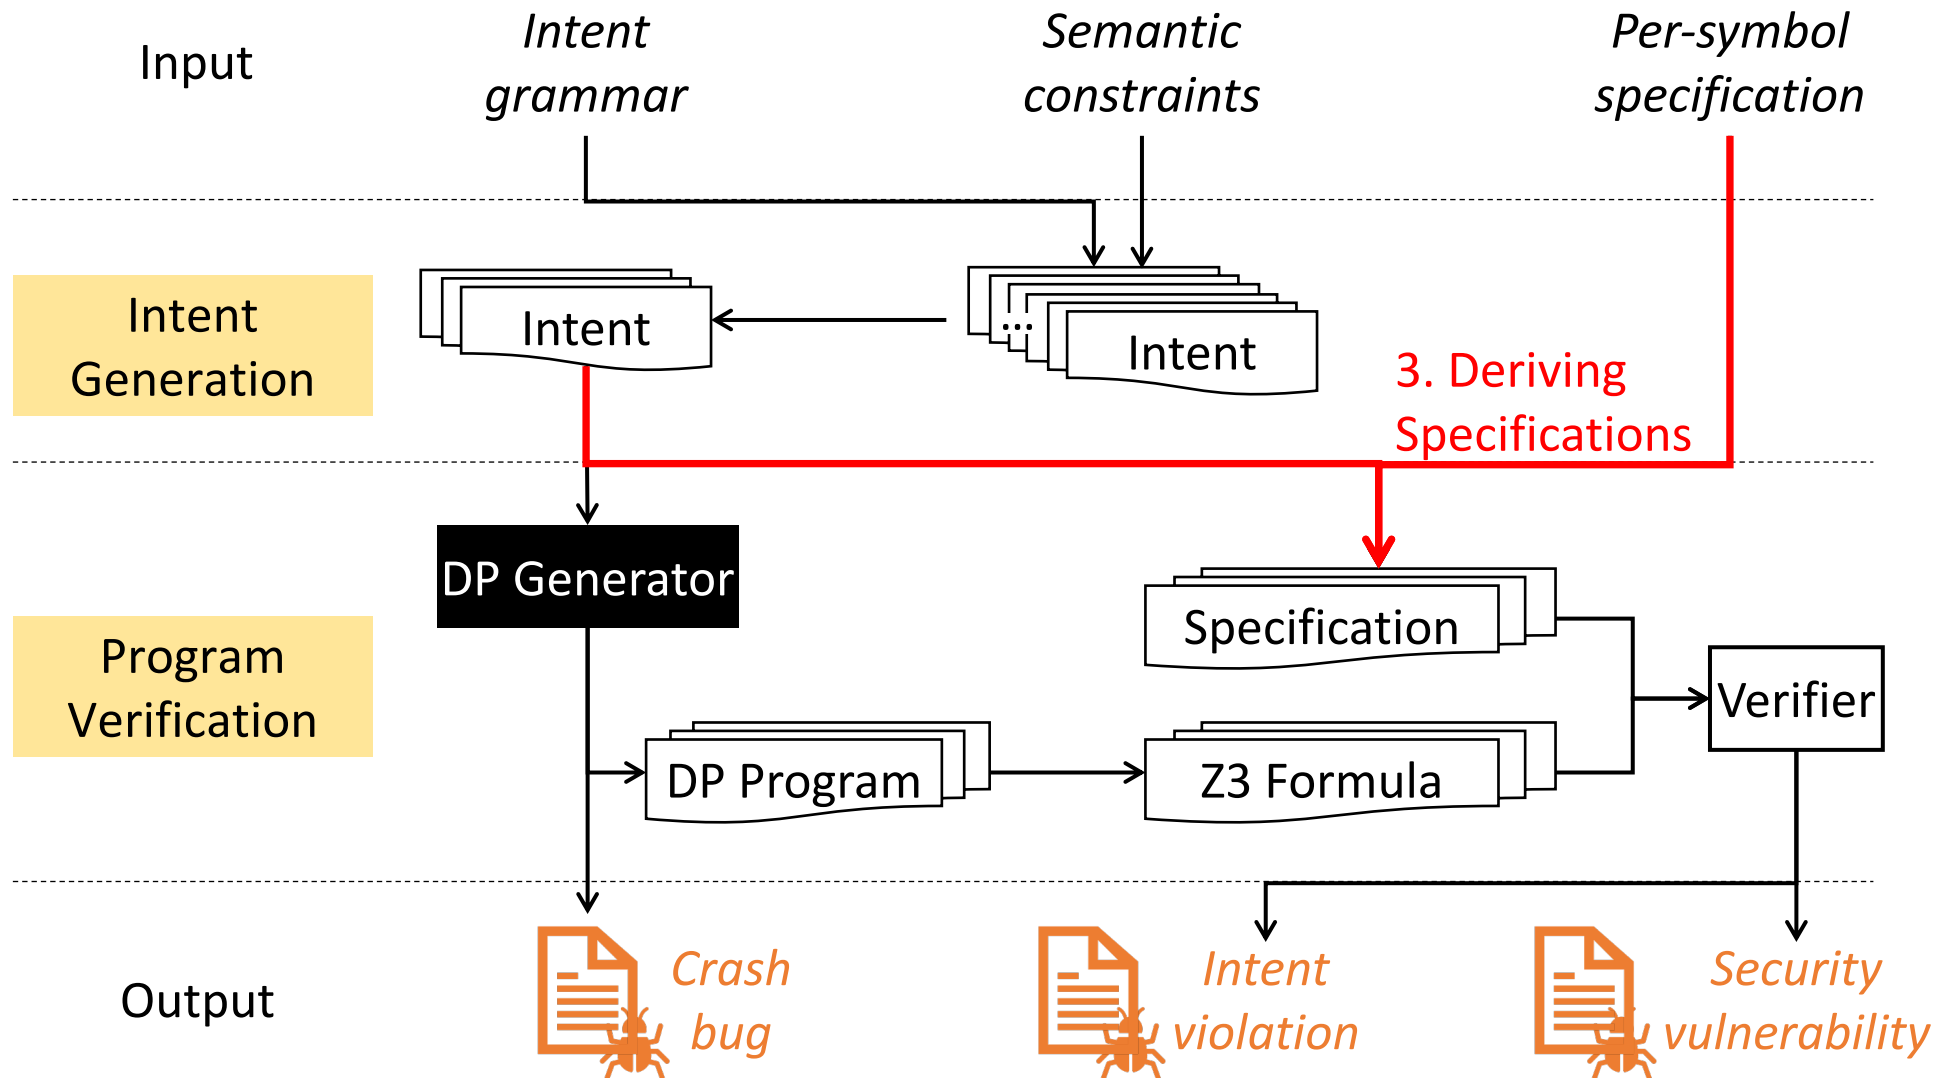 Input
Intent
grammar
Semantic
constraints
Per-symbol
specification
Intent
Generation
Intent
...
Intent
3. Deriving
Specifications
DP Generator
Program
Verification
Specification
Verifier
DP Program
Z3 Formula
Output
Crash
bug
Intent
violation
Security
vulnerability